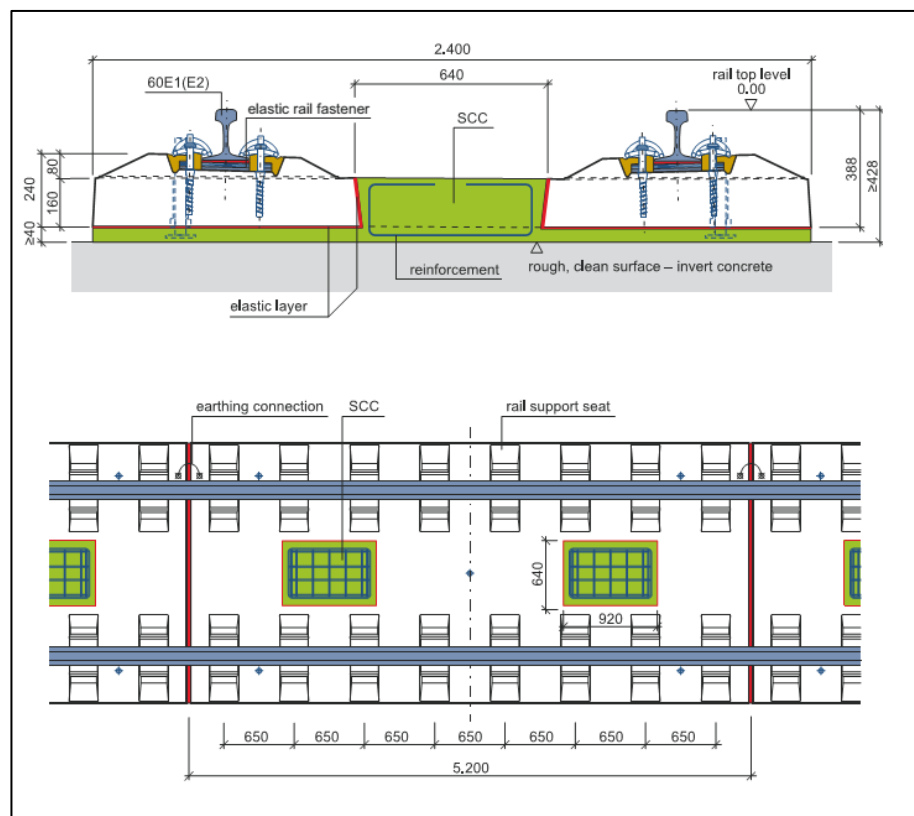 2.400
60E1(E2)
640
rail top level
0.00
elastic rail fastener
SCC
80
240
160
≥40
388
≥428
reinforcement
rough, clean surface – invert concrete
elastic layer
earthing connection
SCC
rail support seat
640
920
650 650 650 650 650 650 650
5.200